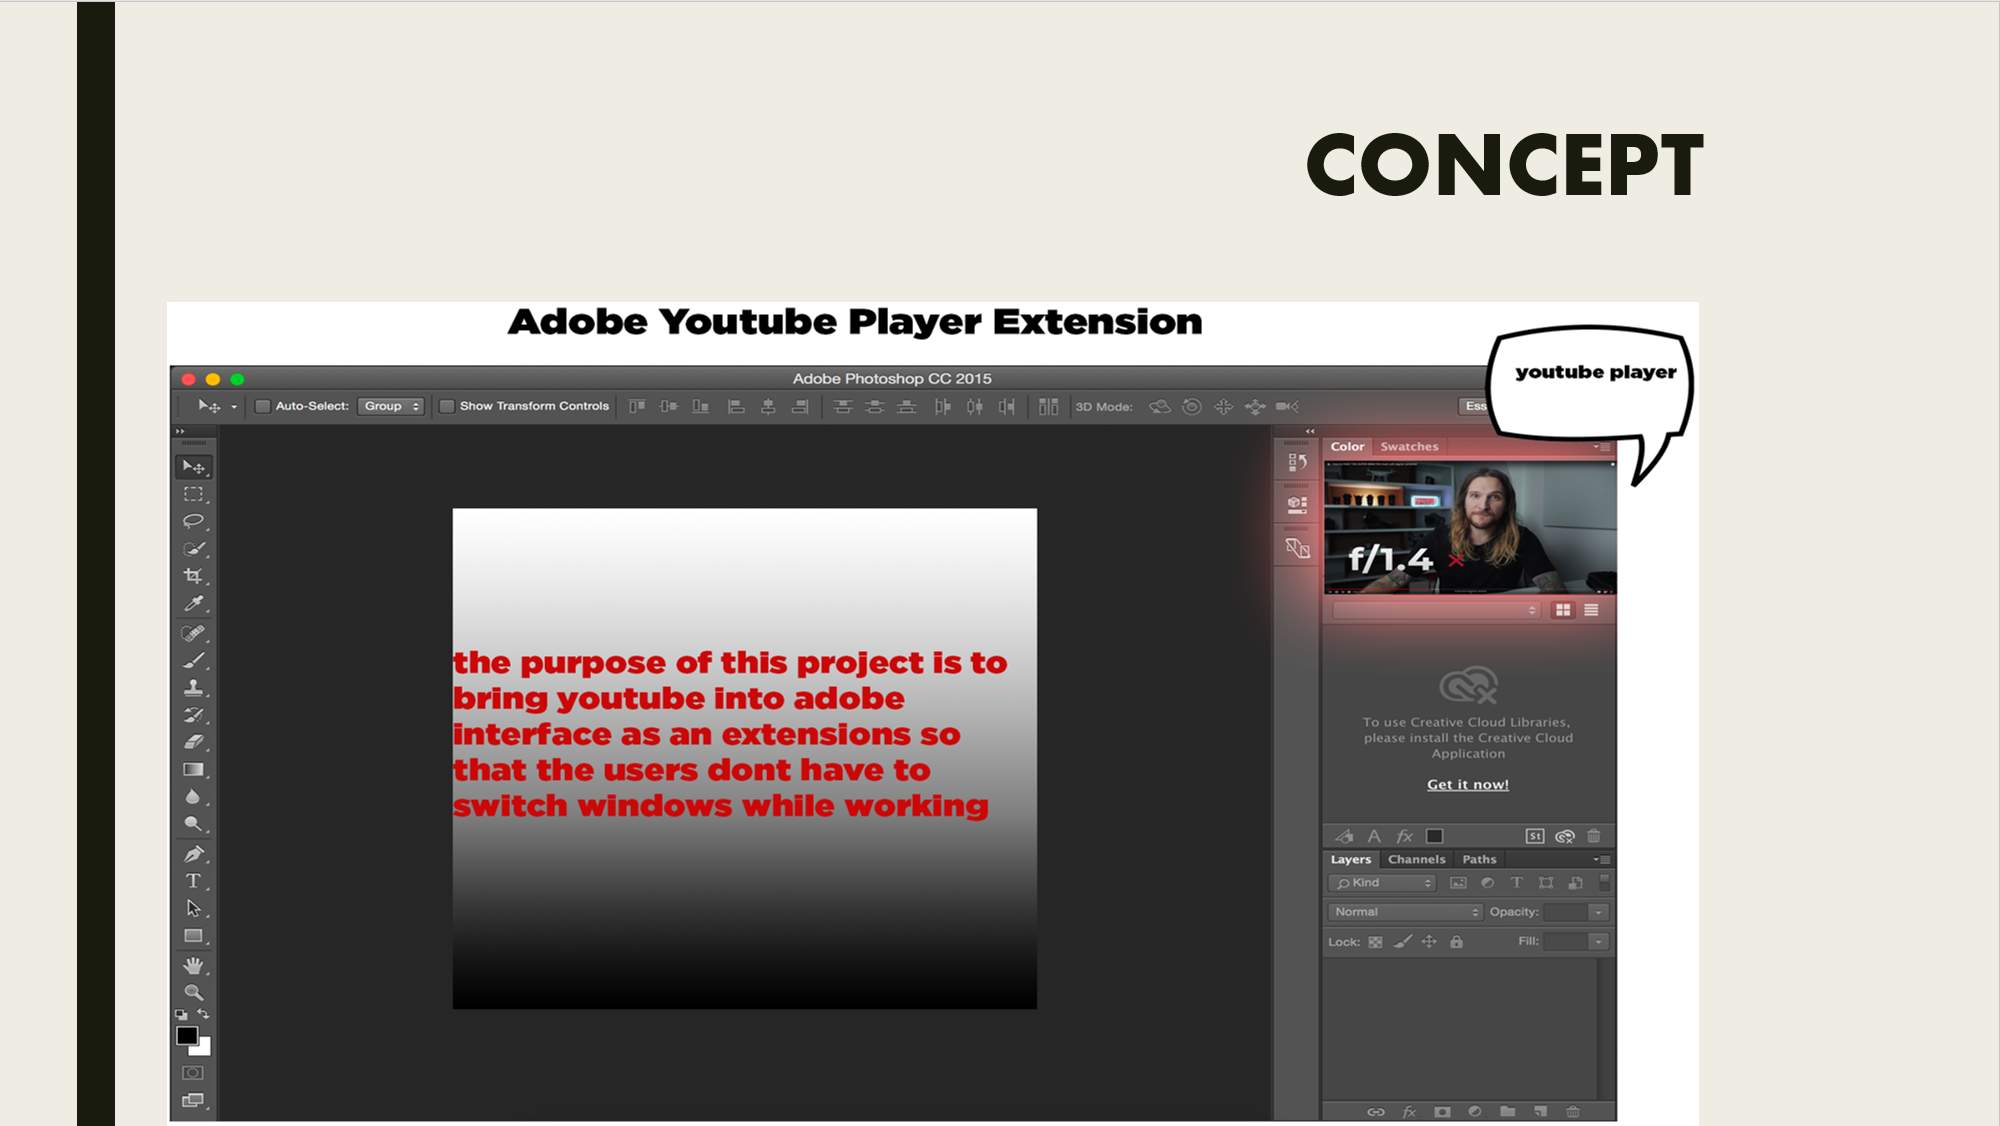 CONCEPT
Adobe Youtube Player Extension
youtube player
Adobe Photoshop CC 2015
Auto-Select: Group Show Transform Controls 3D Mode: Ess
Color Swatches
f/1.4
the purpose of this project is to
bring youtube into adobe
interface as an extensions so
that the users dont have to
switch windows while working
To use Creative Cloud Libraries,
please install the Creative Cloud
Application
Get it now!
A fx St
Layers Channels Paths
Kind T
Normal Opacity:
Lock: Fill:
T
fx